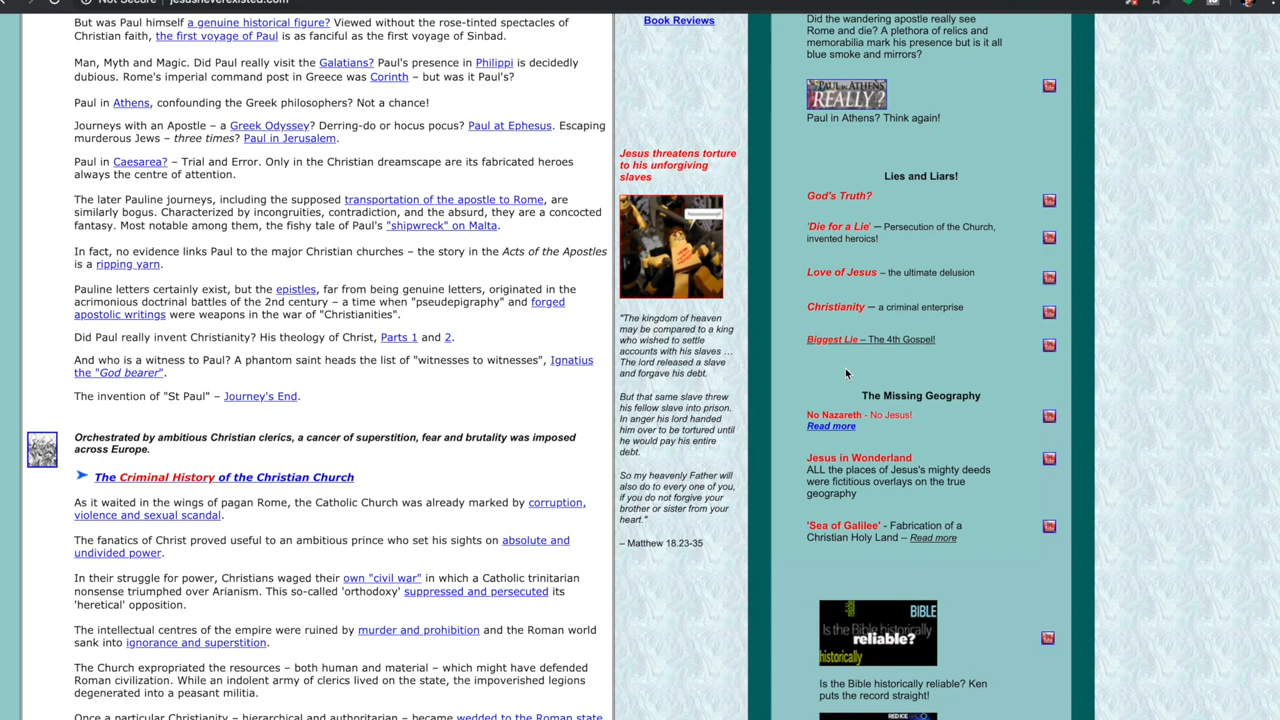 Not Secure | jesusneverexisted.com
But was Paul himself a genuine historical figure? Viewed without the rose-tinted spectacles of
Christian faith, the first voyage of Paul is as fanciful as the first voyage of Sinbad.
Man, Myth and Magic. Did Paul really visit the Galatians? Paul's presence in Philippi is decidedly
dubious. Rome's imperial command post in Greece was Corinth – but was it Paul's?
Paul in Athens, confounding the Greek philosophers? Not a chance!
Journeys with an Apostle – a Greek Odyssey? Derring-do or hocus pocus? Paul at Ephesus. Escaping
murderous Jews – three times? Paul in Jerusalem.
Paul in Caesarea? – Trial and Error. Only in the Christian dreamscape are its fabricated heroes
always the centre of attention.
The later Pauline journeys, including the supposed transportation of the apostle to Rome, are
similarly bogus. Characterized by incongruities, contradiction, and the absurd, they are a concocted
fantasy. Most notable among them, the fishy tale of Paul's "shipwreck" on Malta.
In fact, no evidence links Paul to the major Christian churches – the story in the Acts of the Apostles
is a ripping yarn.
Pauline letters certainly exist, but the epistles, far from being genuine letters, originated in the
acrimonious doctrinal battles of the 2nd century – a time when "pseudepigraphy" and forged
apostolic writings were weapons in the war of "Christianities".
Did Paul really invent Christianity? His theology of Christ, Parts 1 and 2.
And who is a witness to Paul? A phantom saint heads the list of "witnesses to witnesses", Ignatius
the "God bearer".
The invention of "St Paul" – Journey's End.
Orchestrated by ambitious Christian clerics, a cancer of superstition, fear and brutality was imposed
across Europe.
The Criminal History of the Christian Church
As it waited in the wings of pagan Rome, the Catholic Church was already marked by corruption,
violence and sexual scandal.
The fanatics of Christ proved useful to an ambitious prince who set his sights on absolute and
undivided power.
In their struggle for power, Christians waged their own "civil war" in which a Catholic trinitarian
nonsense triumphed over Arianism. This so-called 'orthodoxy' suppressed and persecuted its
'heretical' opposition.
The intellectual centres of the empire were ruined by murder and prohibition and the Roman world
sank into ignorance and superstition.
The Church expropriated the resources – both human and material – which might have defended
Roman civilization. While an indolent army of clerics lived on the state, the impoverished legions
degenerated into a peasant militia.
Once a particular Christianity – hierarchical and authoritarian – became wedded to the Roman state
Book Reviews
Jesus threatens torture
to his unforgiving
slaves
"The kingdom of heaven
may be compared to a king
who wished to settle
accounts with his slaves ...
The lord released a slave
and forgave his debt.
But that same slave threw
his fellow slave into prison.
In anger his lord handed
him over to be tortured until
he would pay his entire
debt.
So my heavenly Father will
also do to every one of you,
if you do not forgive your
brother or sister from your
heart."
– Matthew 18.23-35
Did the wandering apostle really see
Rome and die? A plethora of relics and
memorabilia mark his presence but is it all
blue smoke and mirrors?
PAUL IN ATHENS
REALLY?
Paul in Athens? Think again!
Lies and Liars!
God's Truth?
'Die for a Lie' – Persecution of the Church,
invented heroics!
Love of Jesus – the ultimate delusion
Christianity – a criminal enterprise
Biggest Lie – The 4th Gospel!
The Missing Geography
No Nazareth - No Jesus!
Read more
Jesus in Wonderland
ALL the places of Jesus's mighty deeds
were fictitious overlays on the true
geography
'Sea of Galilee' - Fabrication of a
Christian Holy Land – Read more
BIBLE
Is the Bible historically
reliable?
historically
Is the Bible reliable? Ken
puts the record straight!
RED ICE